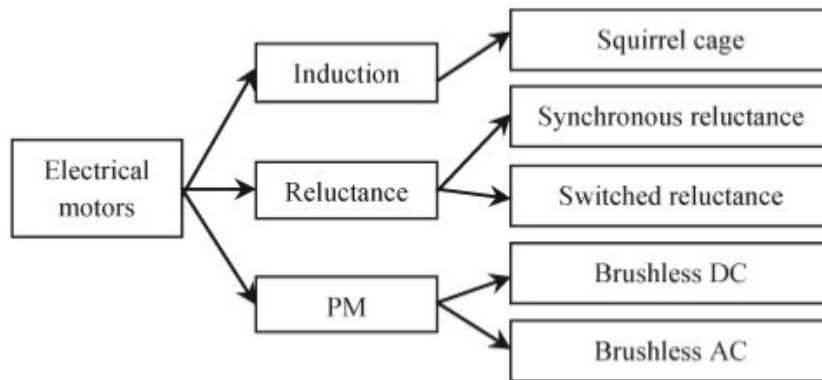 Electrical
motors
Induction
Reluctance
PM
Squirrel cage
Synchronous reluctance
Switched reluctance
Brushless DC
Brushless AC